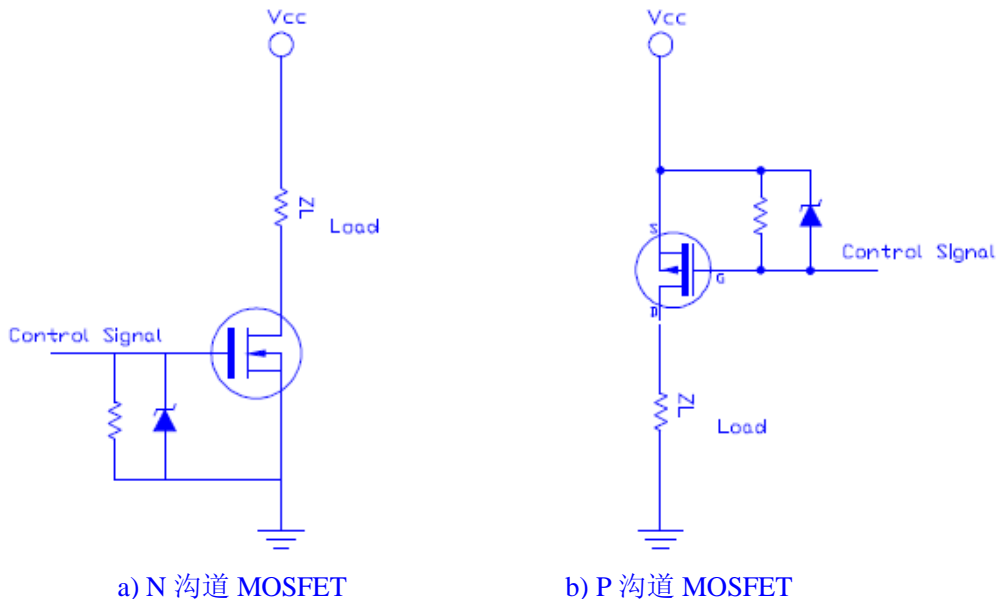 Vcc
ZL
Load
Control Signal
a) N 沟道 MOSFET
Vcc
S
Control SIgnal
G
D
ZL
Load
b) P 沟道 MOSFET